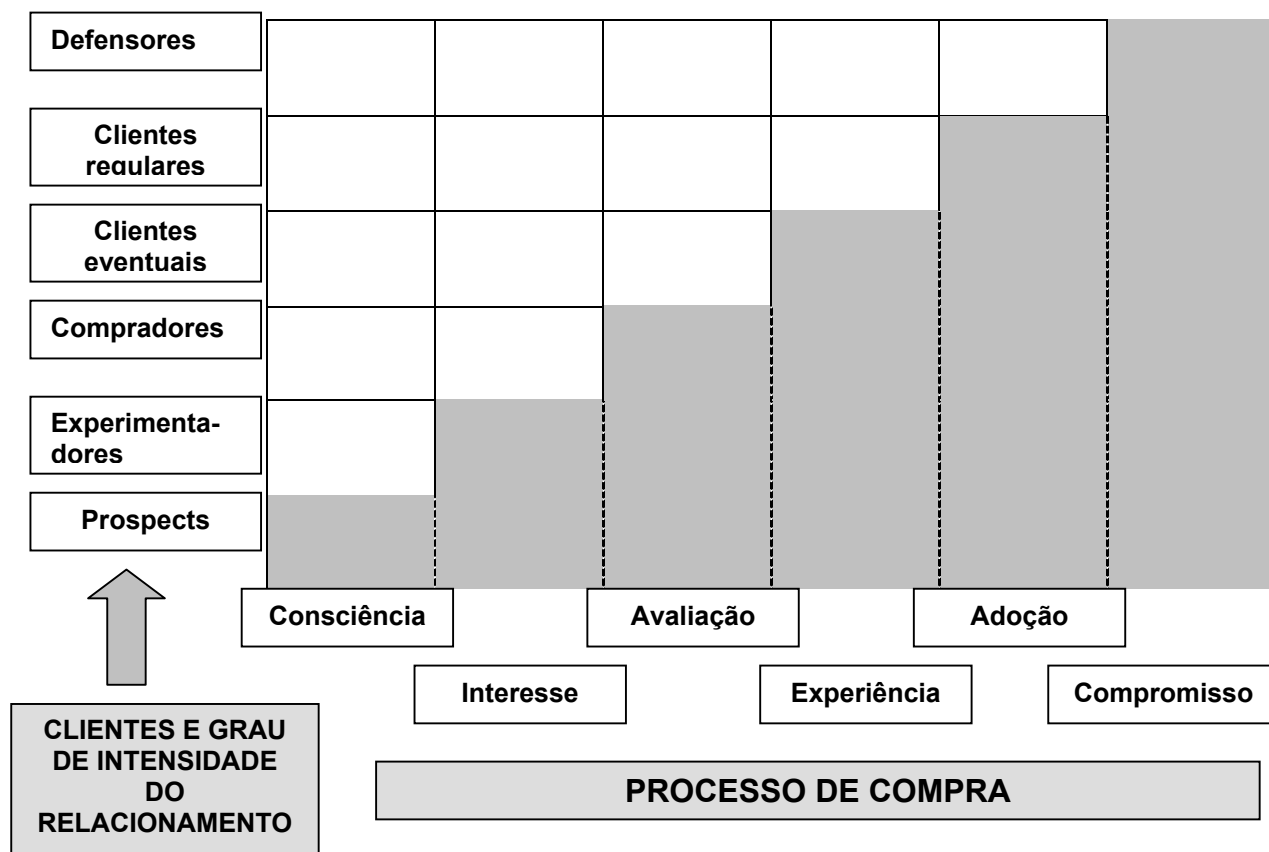 Defensores
Clientes
regulares
Clientes
eventuais
Compradores
Experimenta-
dores
Prospects
Consciência
Avaliação
Adoção
Interesse
Experiência
Compromisso
CLIENTES E GRAU
DE INTENSIDADE
DO
RELACIONAMENTO
PROCESSO DE COMPRA